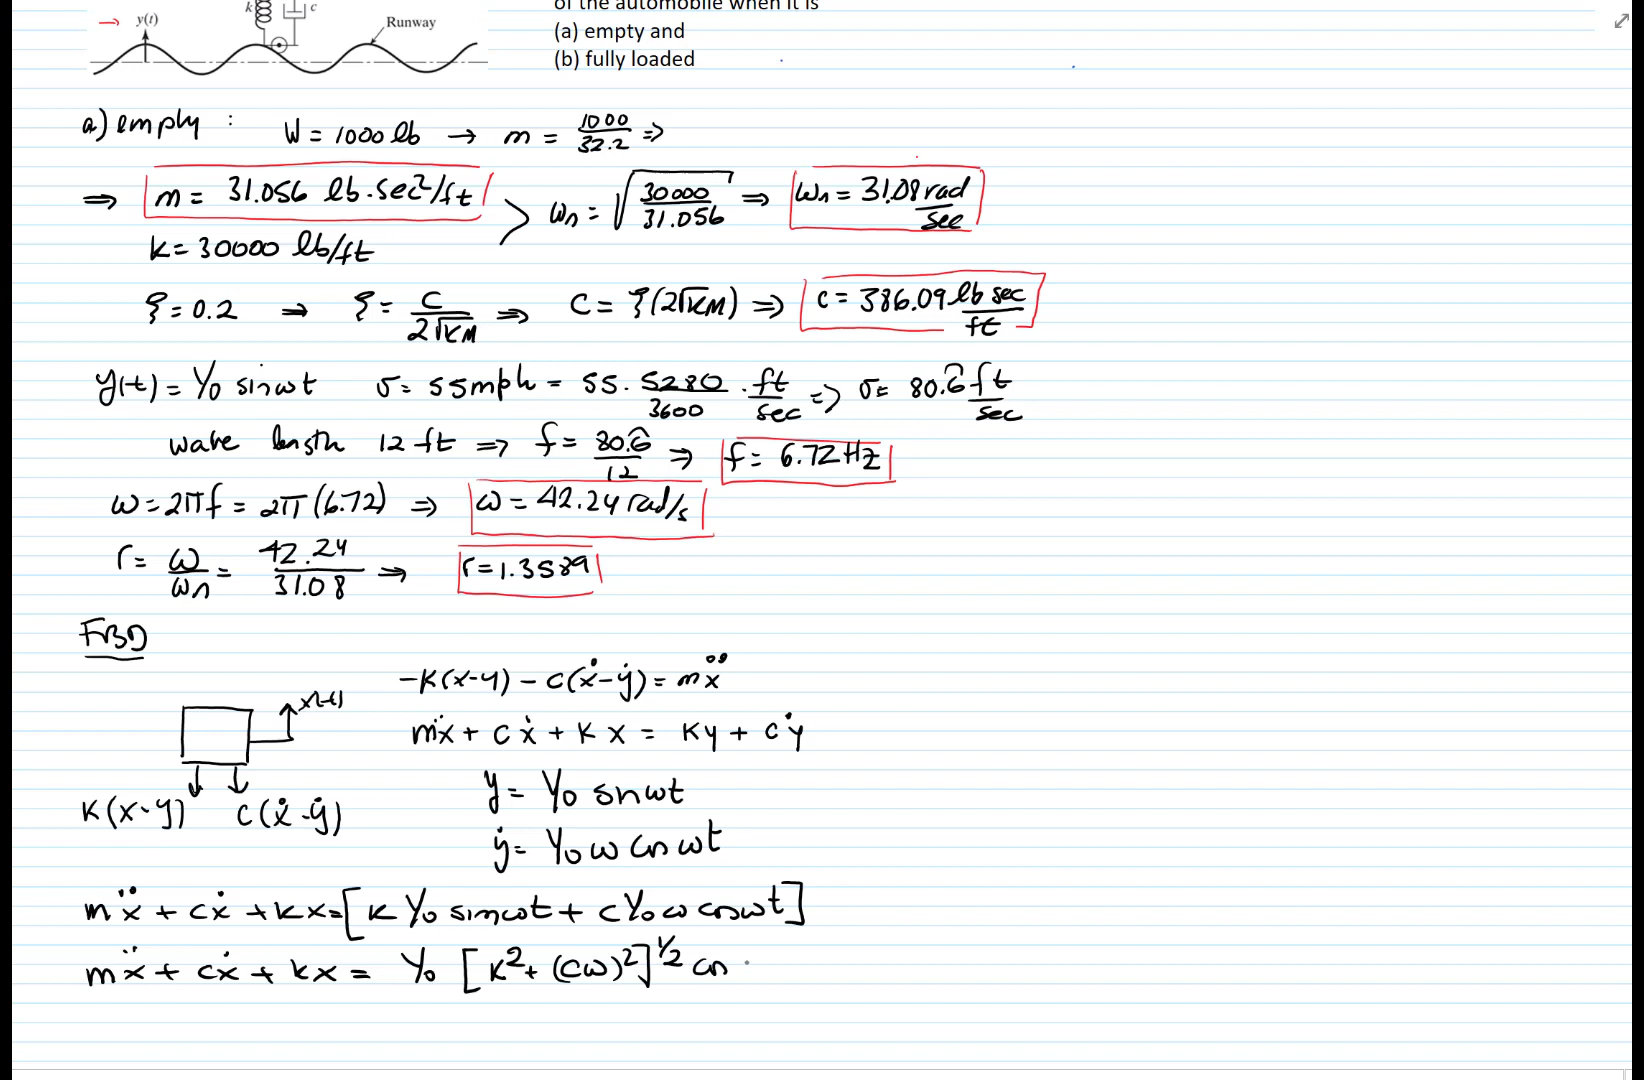 of the automobile when it is
→ y(t) k c Runway (a) empty and
(b) fully loaded
a) empty : W = 1000 lb → m = 1000/32.2 ⇒
⇒ m = 31.056 lb.sec²/ft > ωn = √(30000/31.056) ⇒ ωn = 31.08 rad/sec
k = 30000 lb/ft
ζ = 0.2 ⇒ ζ = C/2√KM ⇒ C = ζ(2√KM) ⇒ C = 386.09 lb sec/ft
y(t) = Y₀ sinωt v = 55mph = 55 . 5280/3600 . ft/sec ⇒ v = 80.6̂ ft/sec
wave length 12 ft ⇒ f = 80.6̂/12 ⇒ f = 6.72 Hz
ω = 2πf = 2π(6.72) ⇒ ω = 42.24 rad/s
r = ω/ωn = 42.24/31.08 ⇒ r = 1.3589
FBD
-K(x-y) - c(ẋ-ẏ) = mẍ
x(t)
mẍ + cẋ + Kx = Ky + cẏ
y = Y₀ snωt
K(x-y) c(ẋ-ẏ)
ẏ = Y₀ω cnωt
mẍ + cẋ + kx = [K Y₀ sinωt + cY₀ω cosωt]
mẍ + cẋ + kx = Y₀ [K² + (cω)²]^1/2 cn